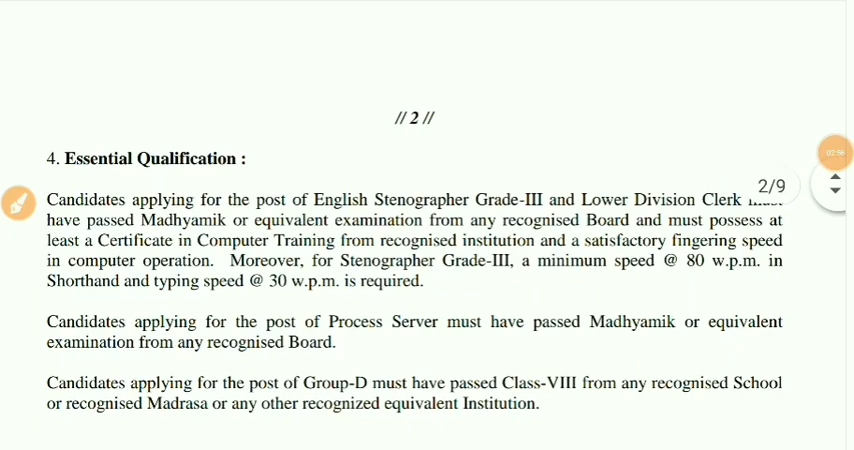 // 2 //
02:56
4. Essential Qualification :
2/9
Candidates applying for the post of English Stenographer Grade-III and Lower Division Clerk
have passed Madhyamik or equivalent examination from any recognised Board and must possess at
least a Certificate in Computer Training from recognised institution and a satisfactory fingering speed
in computer operation. Moreover, for Stenographer Grade-III, a minimum speed @ 80 w.p.m. in
Shorthand and typing speed @ 30 w.p.m. is required.
Candidates applying for the post of Process Server must have passed Madhyamik or equivalent
examination from any recognised Board.
Candidates applying for the post of Group-D must have passed Class-VIII from any recognised School
or recognised Madrasa or any other recognized equivalent Institution.